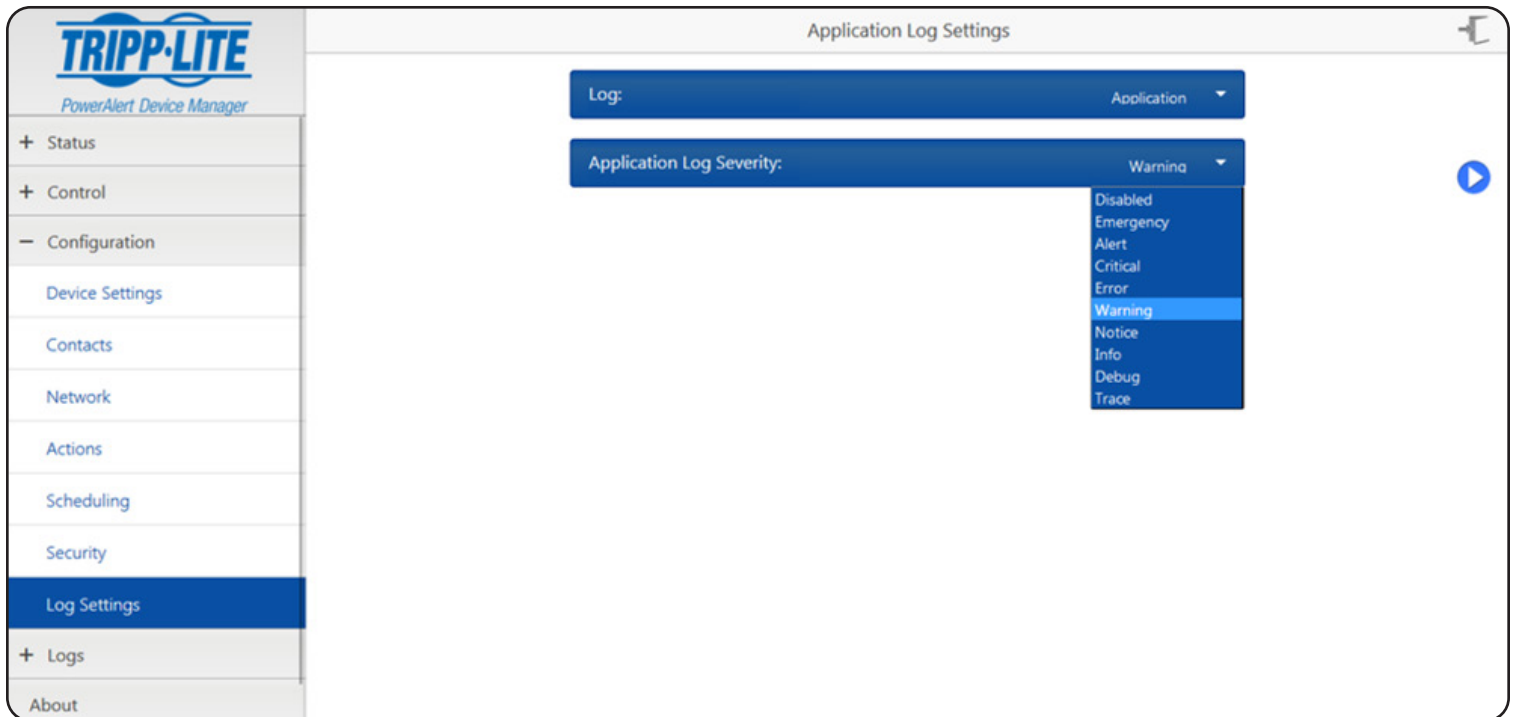 TRIPP·LITE
PowerAlert Device Manager
Application Log Settings
+ Status
+ Control
− Configuration
Device Settings
Contacts
Network
Actions
Scheduling
Security
Log Settings
+ Logs
About
Log: Application
Application Log Severity: Warning
Disabled
Emergency
Alert
Critical
Error
Warning
Notice
Info
Debug
Trace